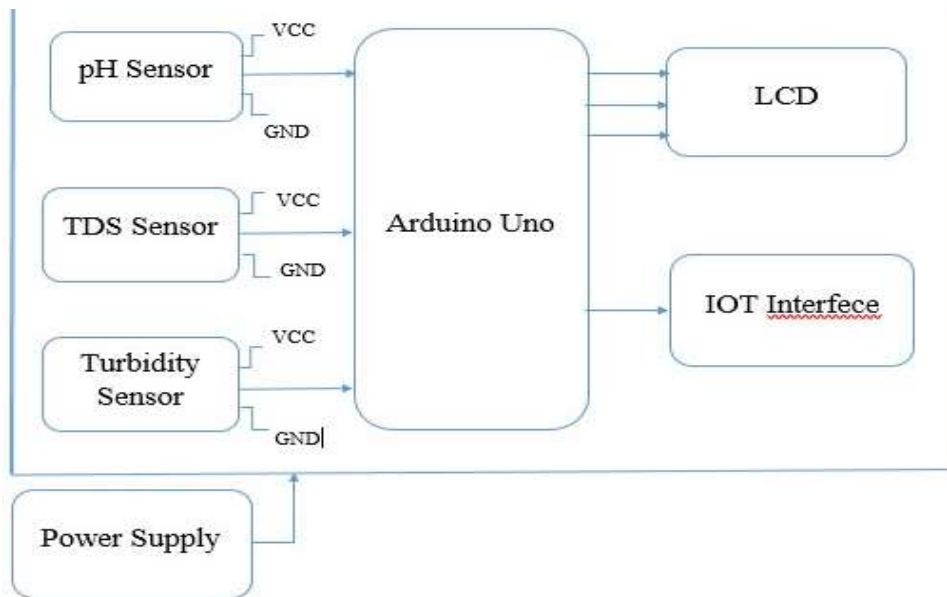 VCC
pH Sensor
GND
LCD
VCC
TDS Sensor
GND
Arduino Uno
IOT Interfece
VCC
Turbidity
Sensor
GND
Power Supply